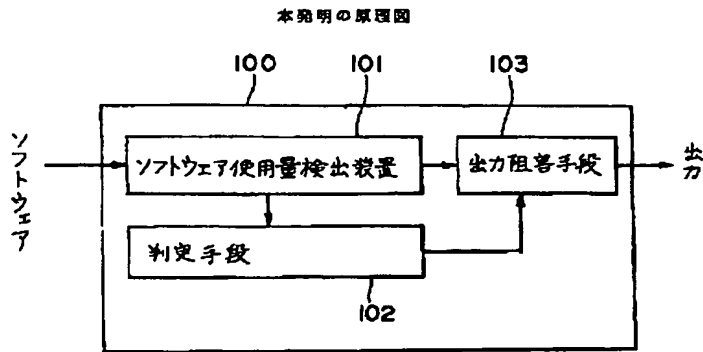 本発明の原理図
100
101
103
ソフトウェア
ソフトウェア使用量検出装置
出力阻害手段
出力
判定手段
102